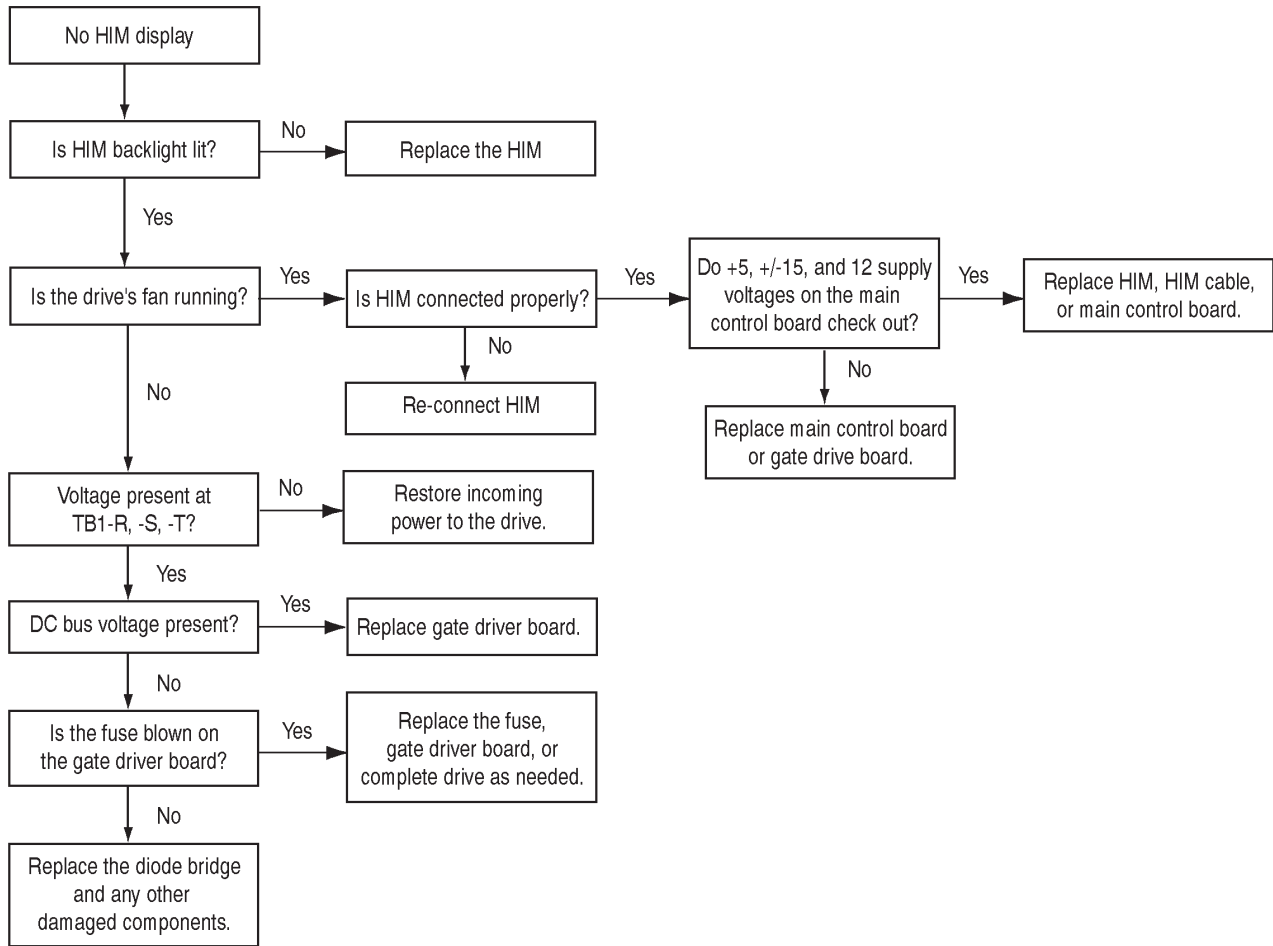 No HIM display
Is HIM backlight lit?
No
Replace the HIM
Yes
Is the drive's fan running?
Yes
Is HIM connected properly?
Yes
Do +5, +/-15, and 12 supply
voltages on the main
control board check out?
Yes
Replace HIM, HIM cable,
or main control board.
No
Re-connect HIM
No
Replace main control board
or gate drive board.
No
Voltage present at
TB1-R, -S, -T?
No
Restore incoming
power to the drive.
Yes
DC bus voltage present?
Yes
Replace gate driver board.
No
Is the fuse blown on
the gate driver board?
Yes
Replace the fuse,
gate driver board, or
complete drive as needed.
No
Replace the diode bridge
and any other
damaged components.